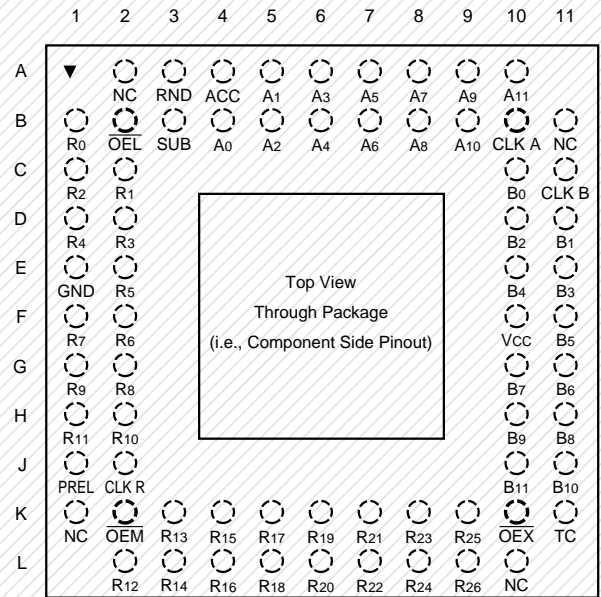 1 2 3 4 5 6 7 8 9 10 11
A
NC RND ACC A1 A3 A5 A7 A9 A11
B
R0 OEL SUB A0 A2 A4 A6 A8 A10 CLK A NC
C
R2 R1 B0 CLK B
D
R4 R3 B2 B1
E
GND R5 B4 B3
F
R7 R6 VCC B5
G
R9 R8 B7 B6
H
R11 R10 B9 B8
J
PREL CLK R B11 B10
K
NC OEM R13 R15 R17 R19 R21 R23 R25 OEX TC
L
R12 R14 R16 R18 R20 R22 R24 R26 NC
Top View
Through Package
(i.e., Component Side Pinout)